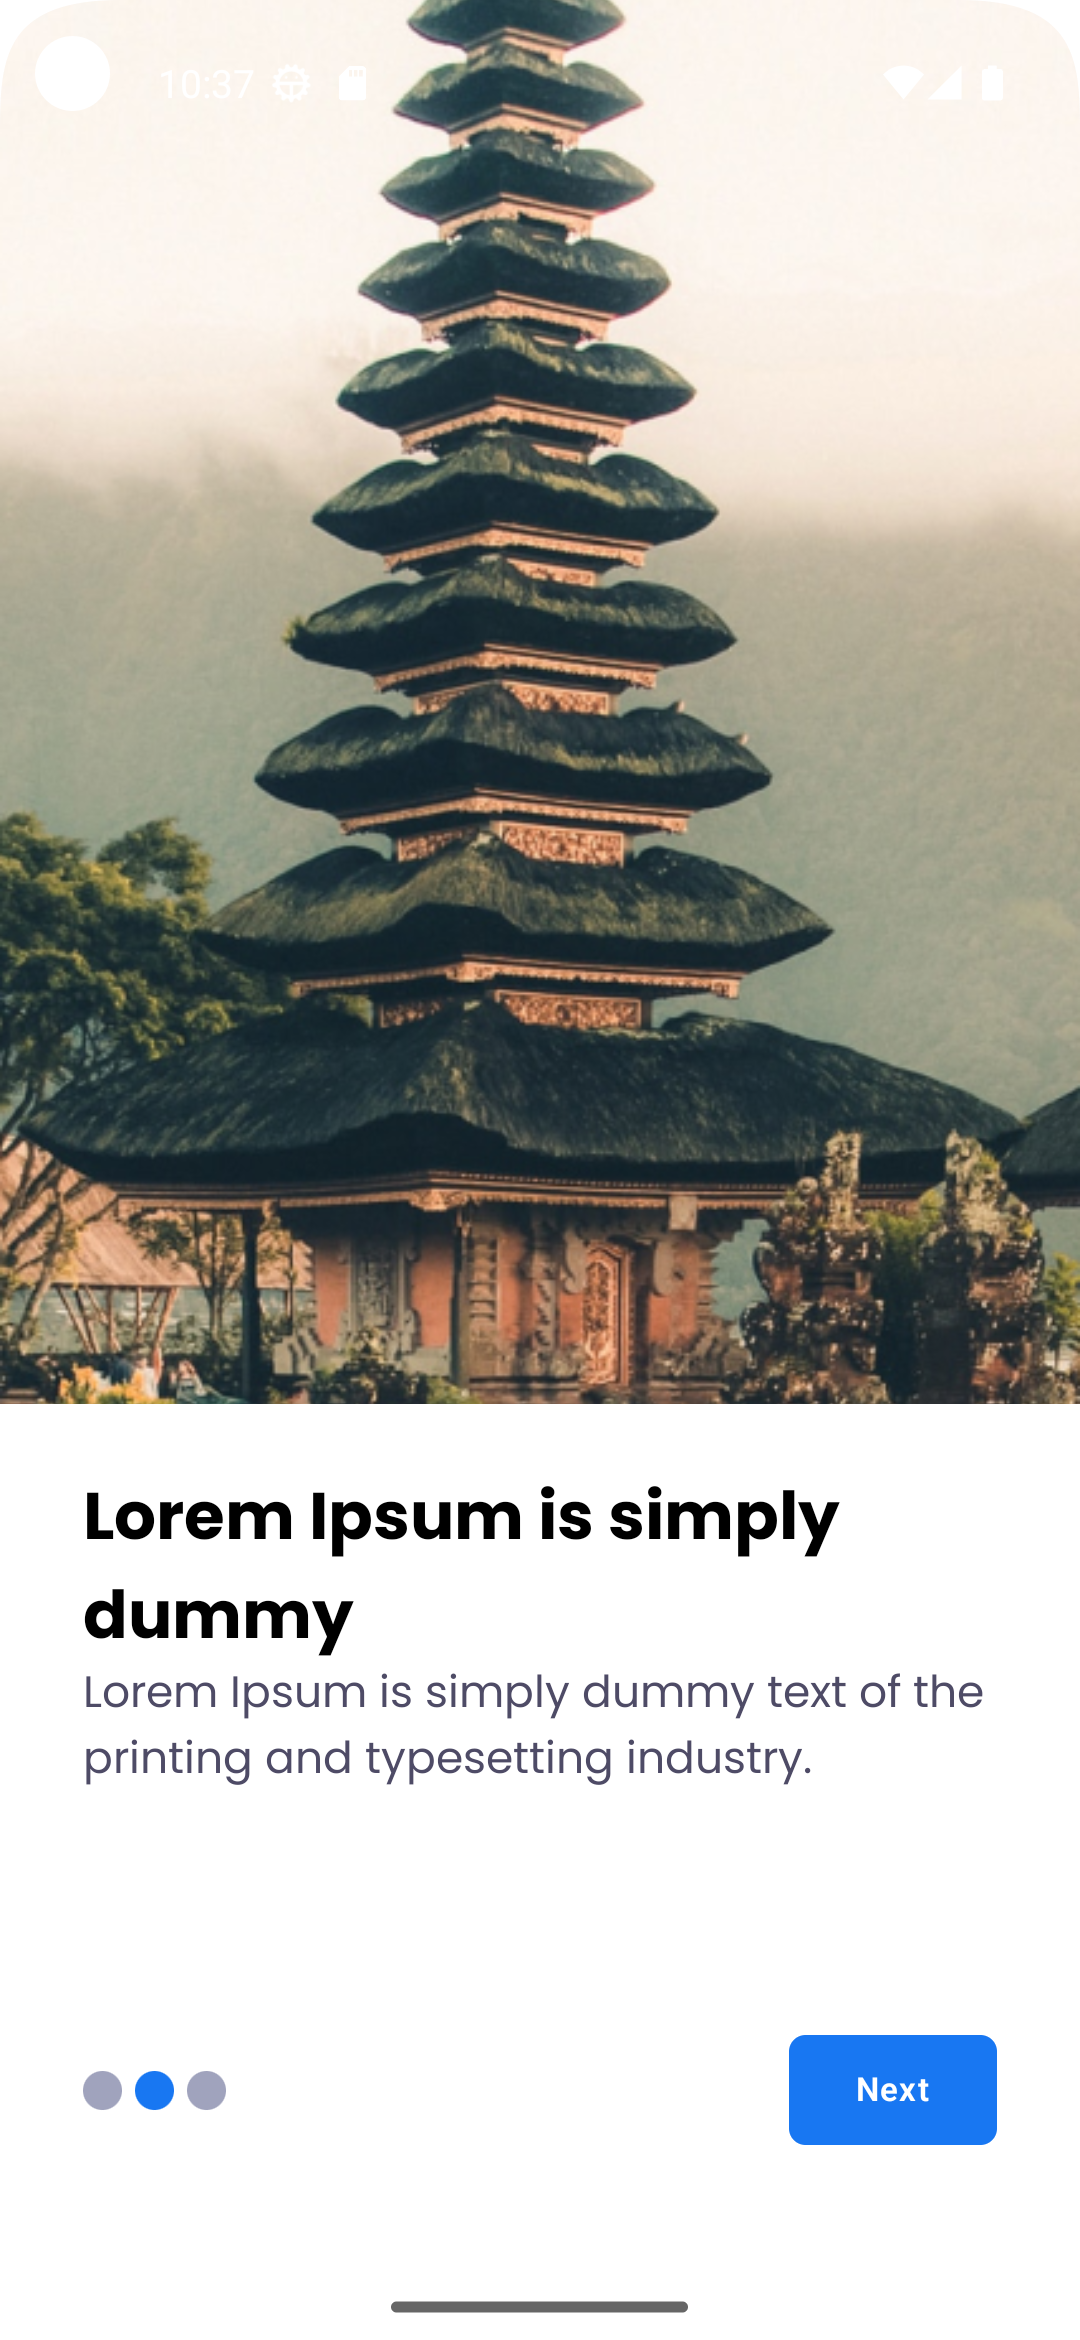 10:37
Lorem Ipsum is simply
dummy
Lorem Ipsum is simply dummy text of the
printing and typesetting industry.
Next